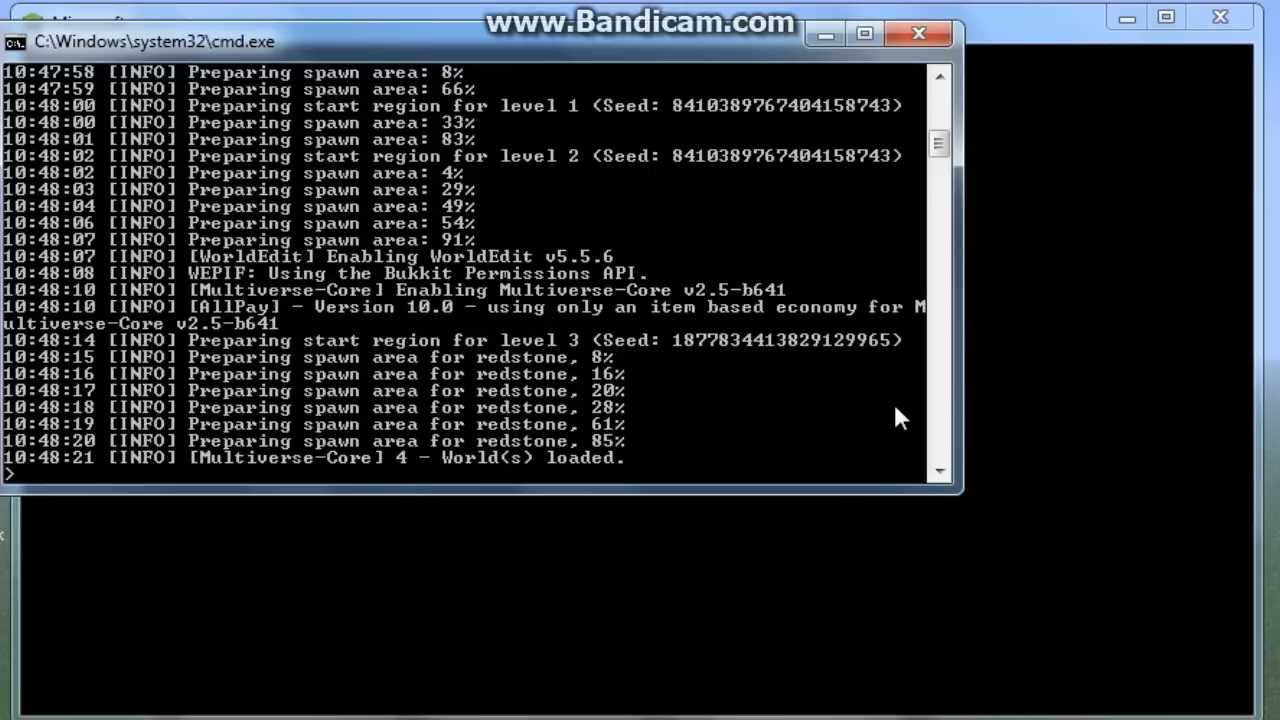 www.Bandicam.com
C:\Windows\system32\cmd.exe
10:47:58 [INFO] Preparing spawn area: 8%
10:47:59 [INFO] Preparing spawn area: 66%
10:48:00 [INFO] Preparing start region for level 1 (Seed: 8410389767404158743)
10:48:00 [INFO] Preparing spawn area: 33%
10:48:01 [INFO] Preparing spawn area: 83%
10:48:02 [INFO] Preparing start region for level 2 (Seed: 8410389767404158743)
10:48:02 [INFO] Preparing spawn area: 4%
10:48:03 [INFO] Preparing spawn area: 29%
10:48:04 [INFO] Preparing spawn area: 49%
10:48:06 [INFO] Preparing spawn area: 54%
10:48:07 [INFO] Preparing spawn area: 91%
10:48:07 [INFO] [WorldEdit] Enabling WorldEdit v5.5.6
10:48:08 [INFO] WEPIF: Using the Bukkit Permissions API.
10:48:10 [INFO] [Multiverse-Core] Enabling Multiverse-Core v2.5-b641
10:48:10 [INFO] [AllPay] - Version 10.0 - using only an item based economy for M
ultiverse-Core v2.5-b641
10:48:14 [INFO] Preparing start region for level 3 (Seed: 1877834413829129965)
10:48:15 [INFO] Preparing spawn area for redstone, 8%
10:48:16 [INFO] Preparing spawn area for redstone, 16%
10:48:17 [INFO] Preparing spawn area for redstone, 20%
10:48:18 [INFO] Preparing spawn area for redstone, 28%
10:48:19 [INFO] Preparing spawn area for redstone, 61%
10:48:20 [INFO] Preparing spawn area for redstone, 85%
10:48:21 [INFO] [Multiverse-Core] 4 - World(s) loaded.
>